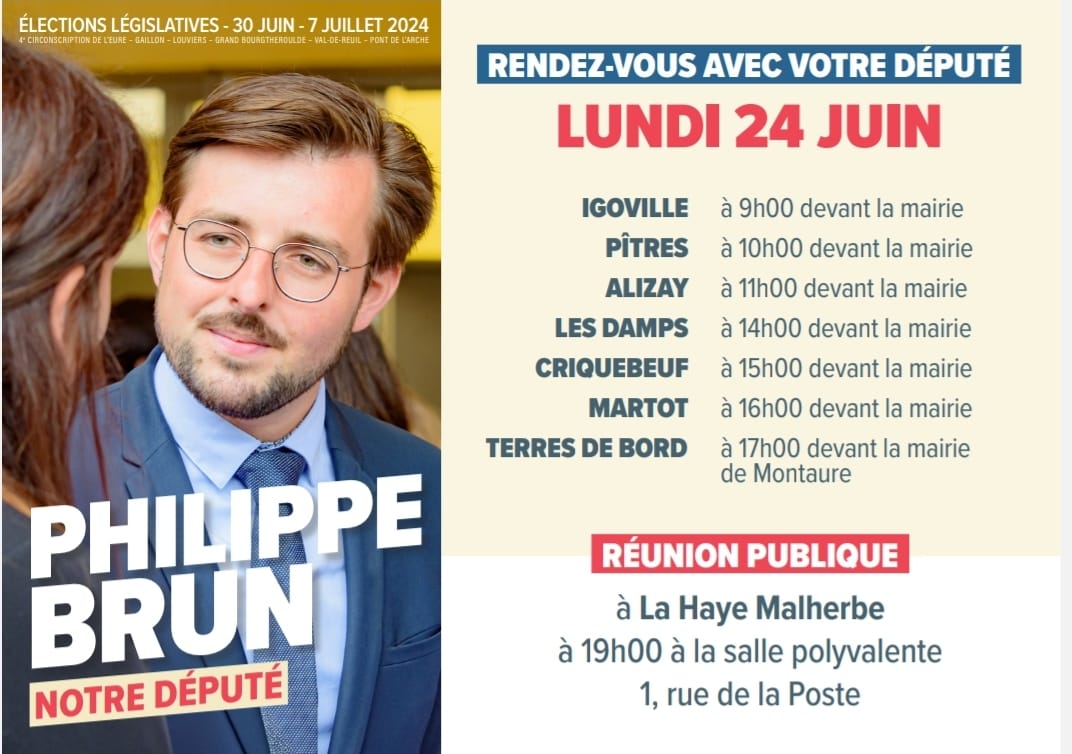 ÉLECTIONS LÉGISLATIVES - 30 JUIN - 7 JUILLET 2024
4e CIRCONSCRIPTION DE L'EURE – GAILLON – LOUVIERS – GRAND BOURGTHEROULDE – VAL-DE-REUIL – PONT DE L'ARCHE
PHILIPPE
BRUN
NOTRE DÉPUTÉ
RENDEZ-VOUS AVEC VOTRE DÉPUTÉ
LUNDI 24 JUIN
IGOVILLE à 9h00 devant la mairie
PÎTRES à 10h00 devant la mairie
ALIZAY à 11h00 devant la mairie
LES DAMPS à 14h00 devant la mairie
CRIQUEBEUF à 15h00 devant la mairie
MARTOT à 16h00 devant la mairie
TERRES DE BORD à 17h00 devant la mairie
de Montaure
RÉUNION PUBLIQUE
à La Haye Malherbe
à 19h00 à la salle polyvalente
1, rue de la Poste